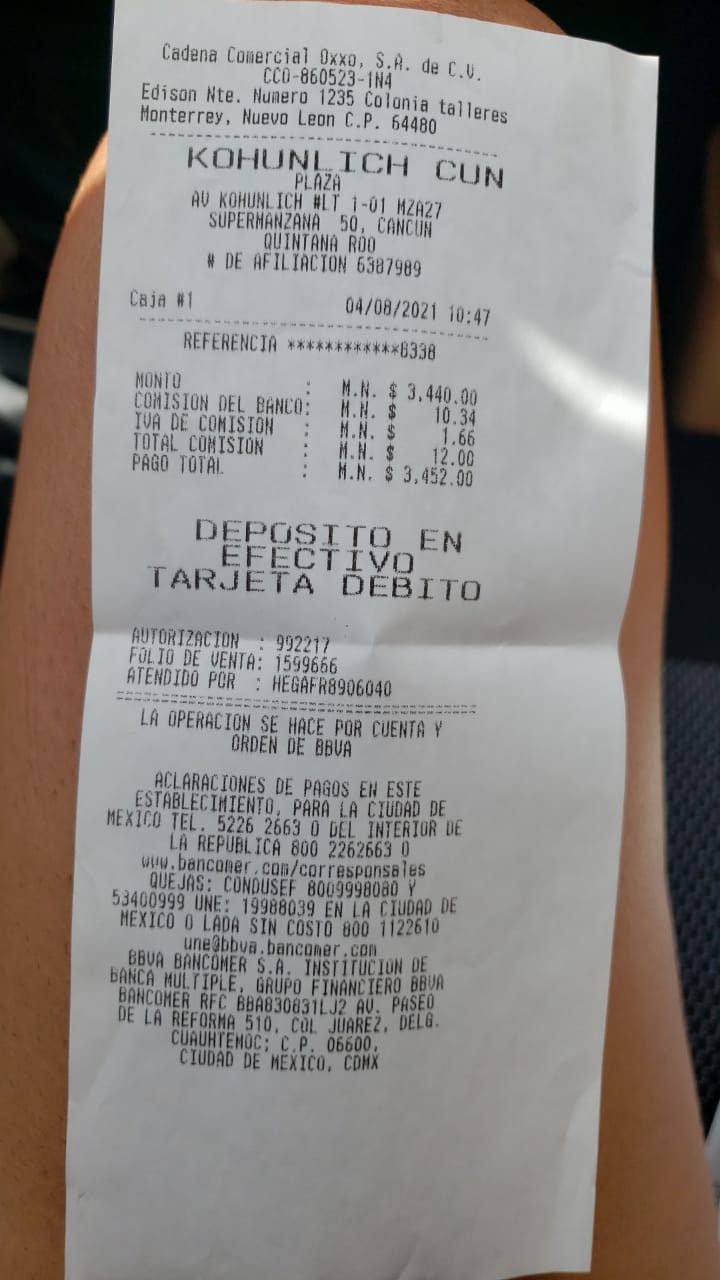 Cadena Comercial Oxxo, S.A. de C.V.
CCO-860523-1N4
Edison Nte. Numero 1235 Colonia talleres
Monterrey, Nuevo Leon C.P. 64480
KOHUNLICH CUN
PLAZA
AV KOHUNLICH #LT 1-01 MZA27
SUPERMANZANA 50, CANCUN
QUINTANA ROO
# DE AFILIACION 6387989
Caja #1 04/08/2021 10:47
REFERENCIA ************6338
MONTO : M.N. $ 3,440.00
COMISION DEL BANCO: M.N. $ 10.34
IVA DE COMISION : M.N. $ 1.66
TOTAL COMISION : M.N. $ 12.00
PAGO TOTAL : M.N. $ 3,452.00
DEPOSITO EN
EFECTIVO
TARJETA DEBITO
AUTORIZACION : 992217
FOLIO DE VENTA: 1599666
ATENDIDO POR : HEGAFR8906040
LA OPERACION SE HACE POR CUENTA Y
ORDEN DE BBVA
ACLARACIONES DE PAGOS EN ESTE
ESTABLECIMIENTO, PARA LA CIUDAD DE
MEXICO TEL. 5226 2663 O DEL INTERIOR DE
LA REPUBLICA 800 2262663 O
www.bancomer.com/corresponsales
QUEJAS: CONDUSEF 8009998080 Y
53400999 UNE: 19988039 EN LA CIUDAD DE
MEXICO O LADA SIN COSTO 800 1122610
une@bbva.bancomer.com
BBVA BANCOMER S.A. INSTITUCION DE
BANCA MULTIPLE, GRUPO FINANCIERO BBVA
BANCOMER RFC BBA830831LJ2 AV. PASEO
DE LA REFORMA 510, COL JUAREZ, DELG.
CUAUHTEMOC; C.P. 06600,
CIUDAD DE MEXICO, CDMX